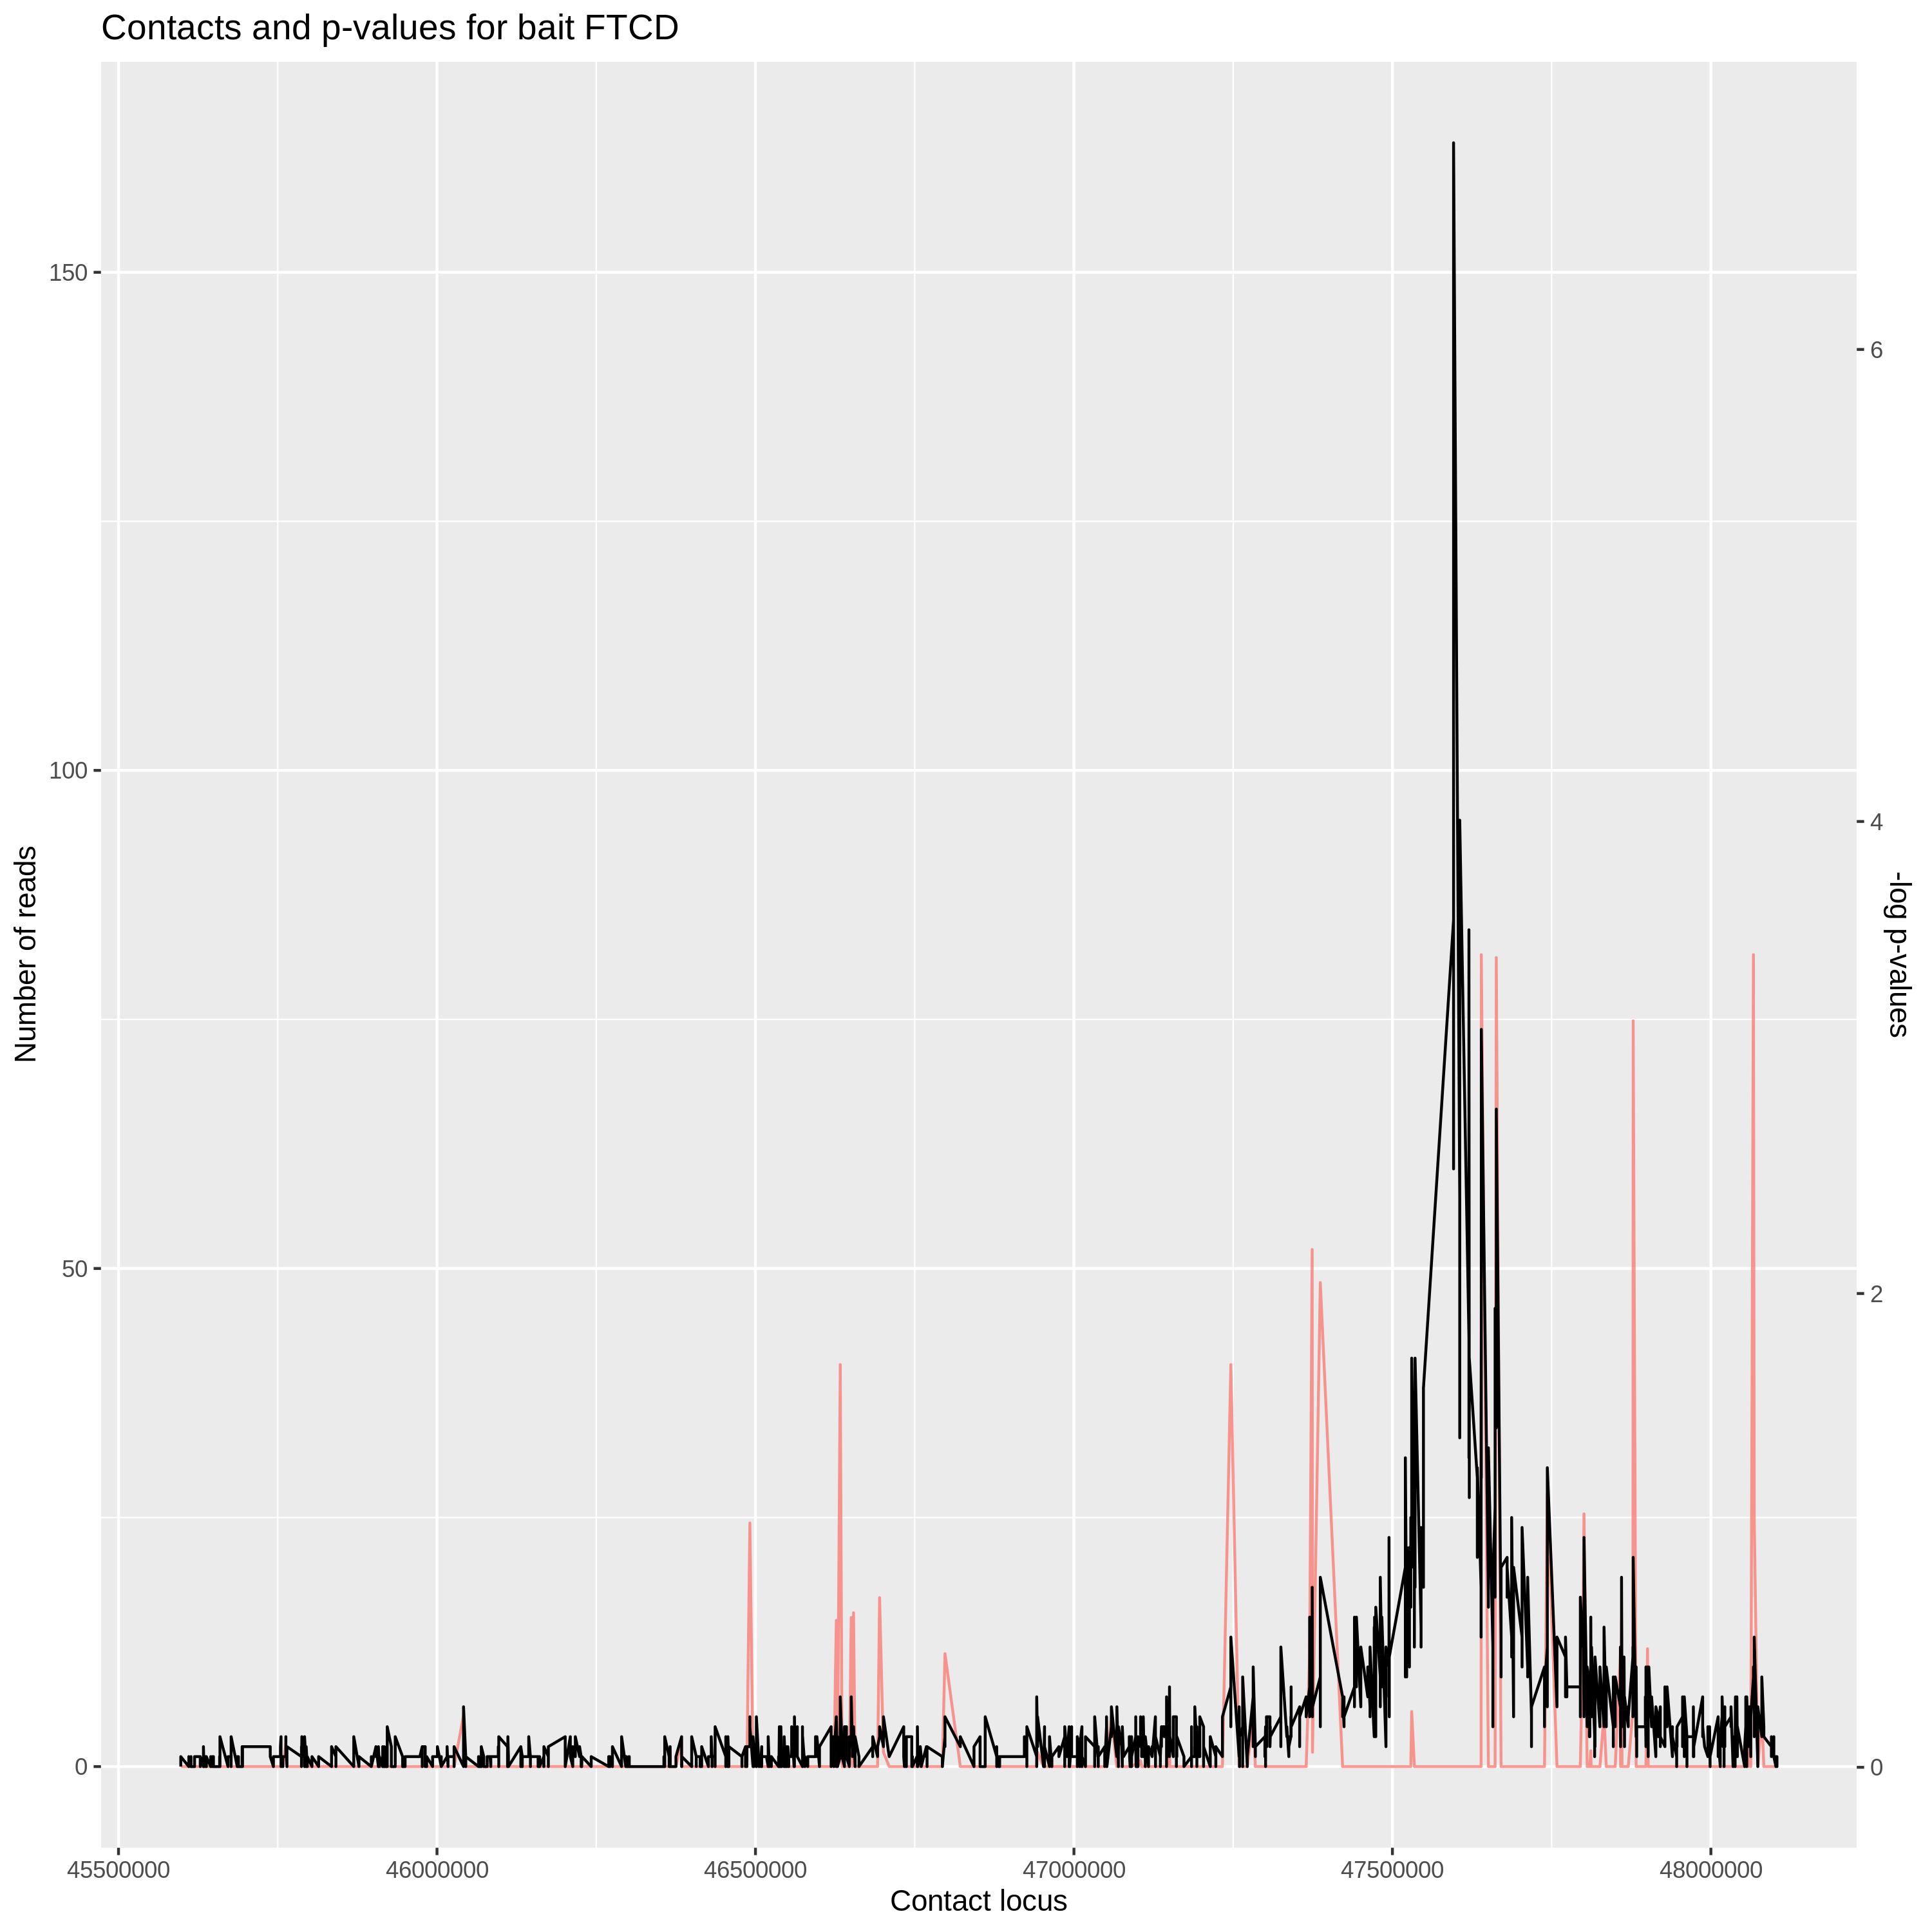 Contacts and p-values for bait FTCD
Number of reads
150
100
50
0
-log p-values
6
4
2
0
45500000 46000000 46500000 47000000 47500000 48000000
Contact locus